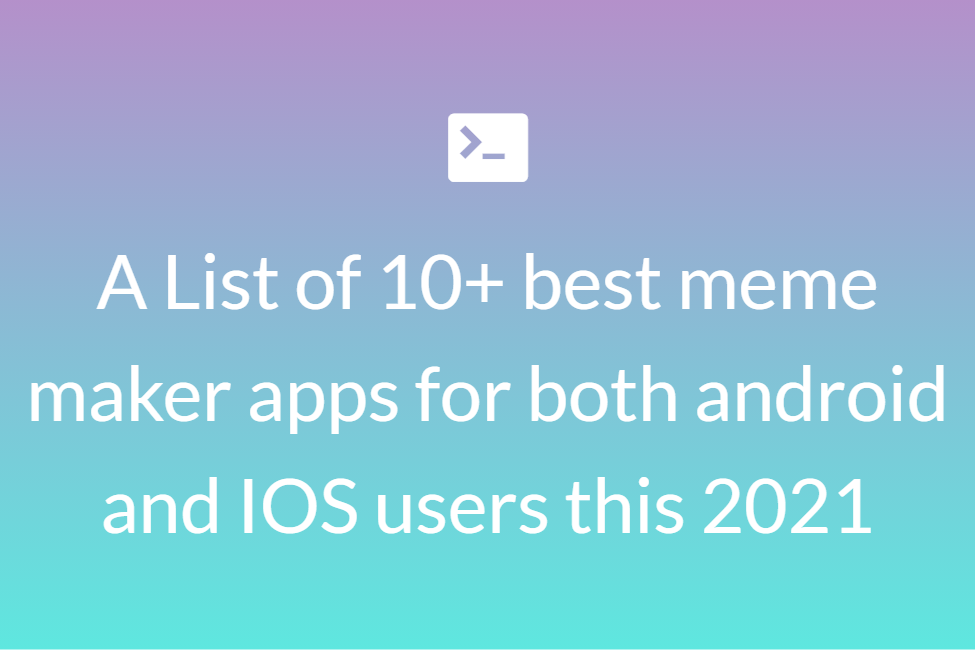 A List of 10+ best meme
maker apps for both android
and IOS users this 2021